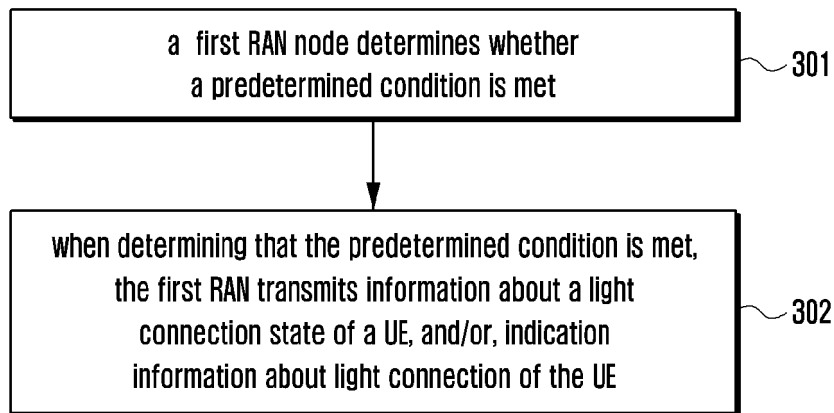 a first RAN node determines whether
a predetermined condition is met
301
when determining that the predetermined condition is met,
the first RAN transmits information about a light
connection state of a UE, and/or, indication
information about light connection of the UE
302